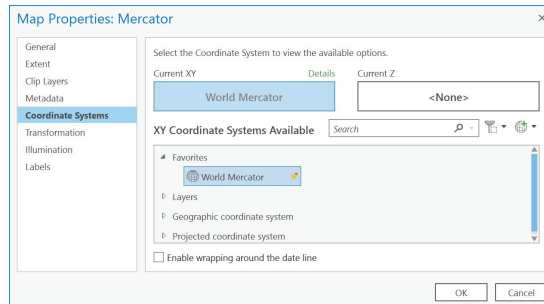 Map Properties: Mercator
General
Extent
Clip Layers
Metadata
Coordinate Systems
Transformation
Illumination
Labels
Select the Coordinate System to view the available options.
Current XY Details Current Z
World Mercator <None>
XY Coordinate Systems Available Search
Favorites
World Mercator
Layers
Geographic coordinate system
Projected coordinate system
Enable wrapping around the date line
OK Cancel